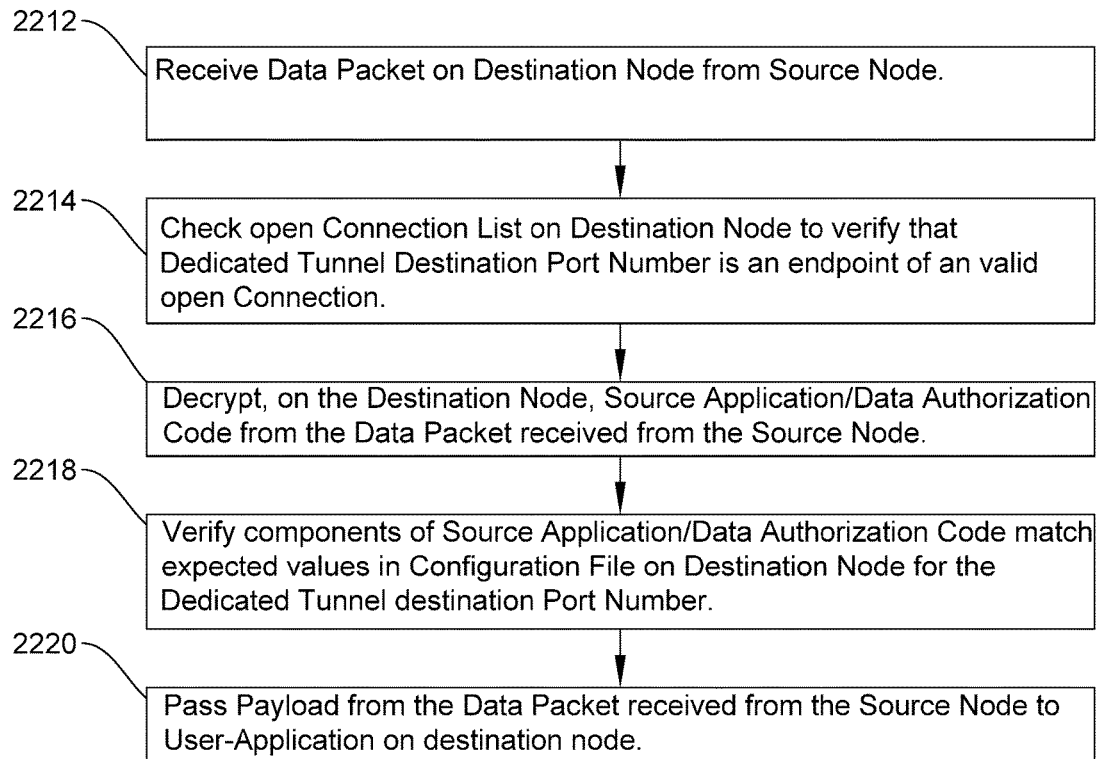 2212
Receive Data Packet on Destination Node from Source Node.
2214
Check open Connection List on Destination Node to verify that
Dedicated Tunnel Destination Port Number is an endpoint of an valid
open Connection.
2216
Decrypt, on the Destination Node, Source Application/Data Authorization
Code from the Data Packet received from the Source Node.
2218
Verify components of Source Application/Data Authorization Code match
expected values in Configuration File on Destination Node for the
Dedicated Tunnel destination Port Number.
2220
Pass Payload from the Data Packet received from the Source Node to
User-Application on destination node.